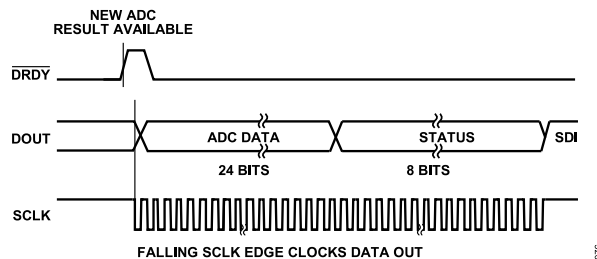 NEW ADC
RESULT AVAILABLE
DRDY
DOUT
ADC DATA
STATUS
SDI
24 BITS
8 BITS
SCLK
FALLING SCLK EDGE CLOCKS DATA OUT